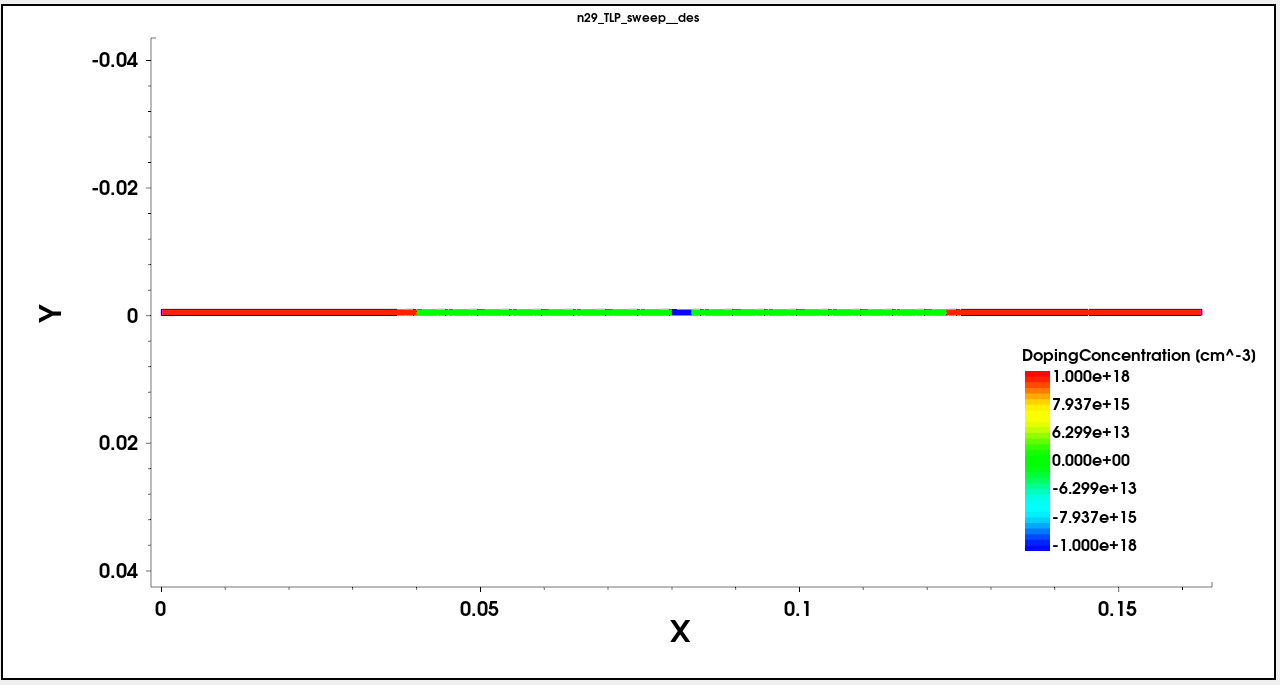 n29_TLP_sweep__des
-0.04
-0.02
0
0.02
0.04
Y
0 0.05 0.1 0.15
X
DopingConcentration (cm^-3)
1.000e+18
7.937e+15
6.299e+13
0.000e+00
-6.299e+13
-7.937e+15
-1.000e+18